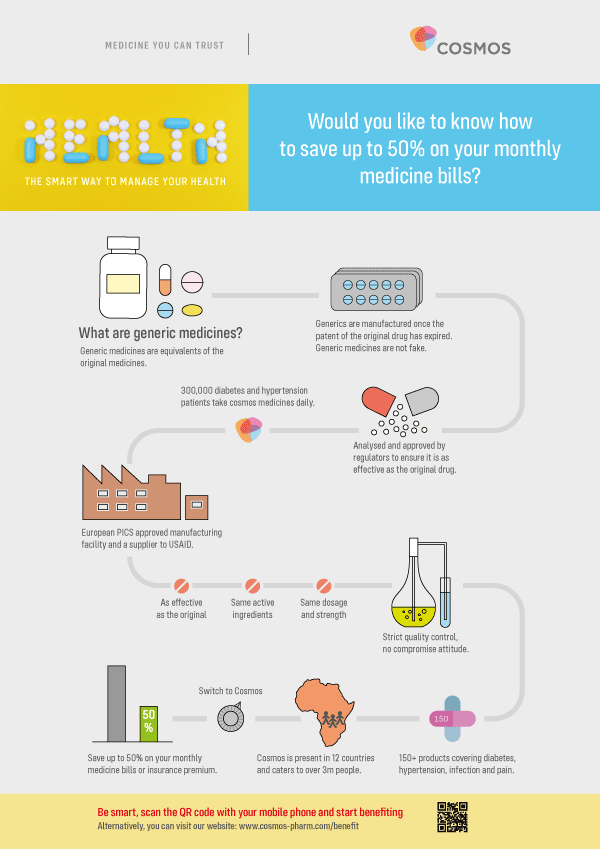 MEDICINE YOU CAN TRUST
COSMOS
HEALTH
THE SMART WAY TO MANAGE YOUR HEALTH
Would you like to know how
to save up to 50% on your monthly
medicine bills?
What are generic medicines?
Generic medicines are equivalents of the
original medicines.
Generics are manufactured once the
patent of the original drug has expired.
Generic medicines are not fake.
300,000 diabetes and hypertension
patients take cosmos medicines daily.
Analysed and approved by
regulators to ensure it is as
effective as the original drug.
European PICS approved manufacturing
facility and a supplier to USAID.
As effective
as the original
Same active
ingredients
Same dosage
and strength
Strict quality control,
no compromise attitude.
50
%
Save up to 50% on your monthly
medicine bills or insurance premium.
Switch to Cosmos
Cosmos is present in 12 countries
and caters to over 3m people.
150
150+ products covering diabetes,
hypertension, infection and pain.
Be smart, scan the QR code with your mobile phone and start benefiting
Alternatively, you can visit our website: www.cosmos-pharm.com/benefit